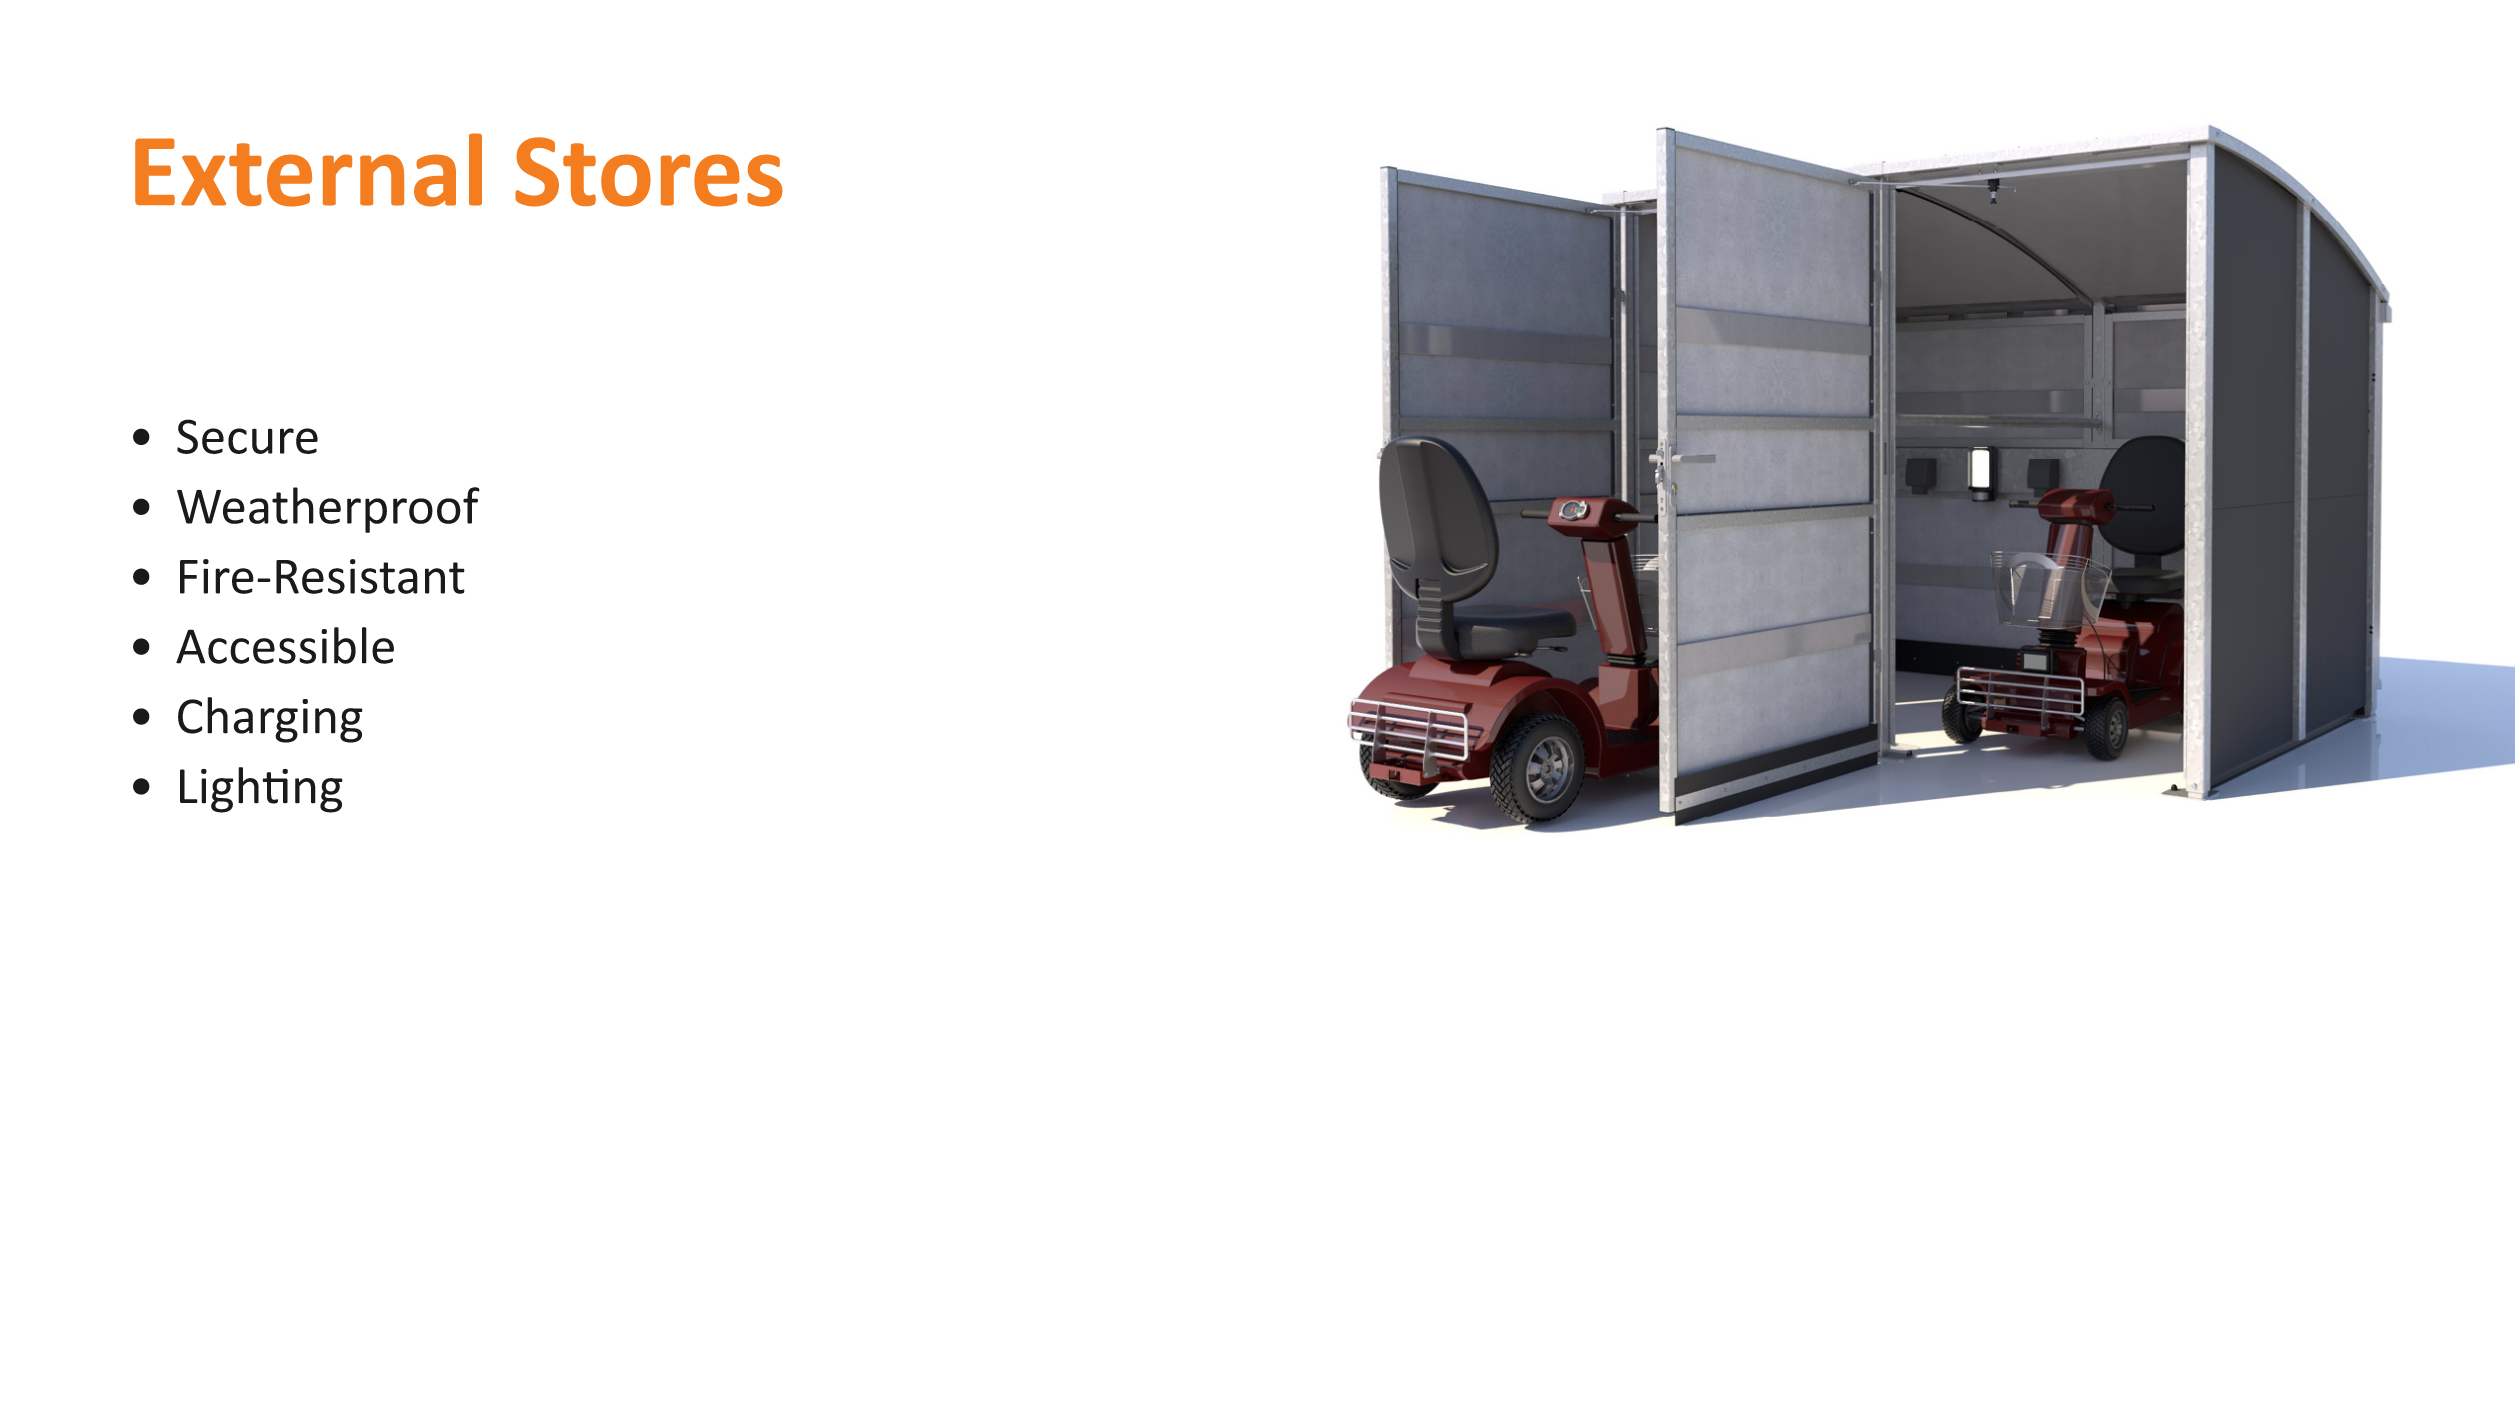 External Stores
• Secure
• Weatherproof
• Fire-Resistant
• Accessible
• Charging
• Lighting